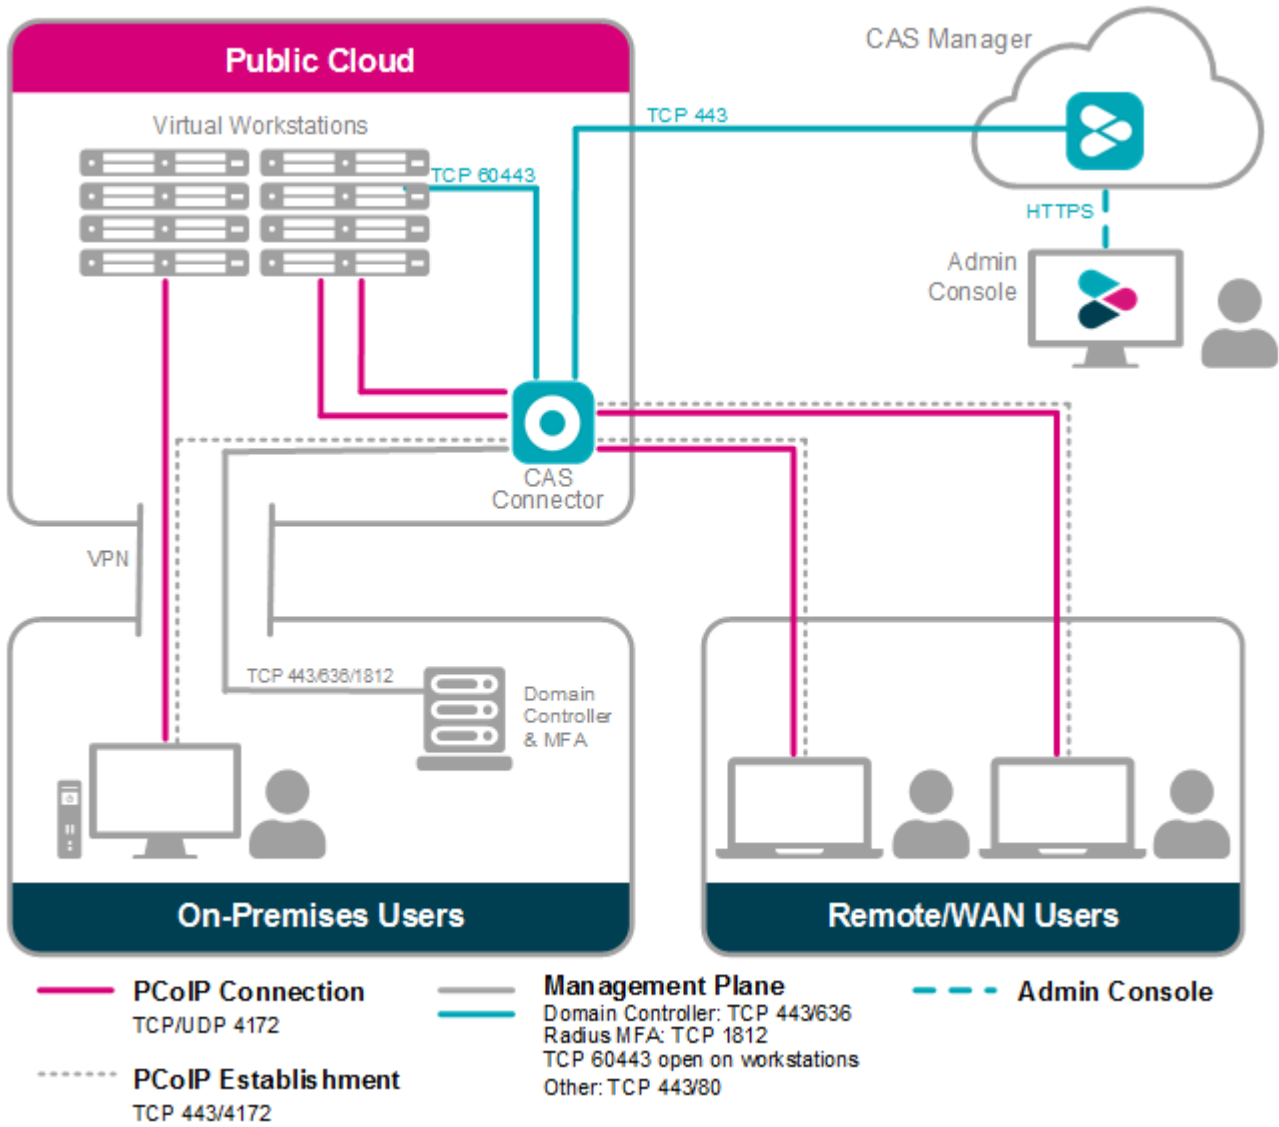 Public Cloud
CAS Manager
Virtual Workstations
TCP 443
TCP 60443
HTTPS
Admin
Console
CAS
Connector
VPN
TCP 443/636/1812
Domain
Controller
& MFA
On-Premises Users
Remote/WAN Users
PCoIP Connection
TCP/UDP 4172
PCoIP Establishment
TCP 443/4172
Management Plane
Domain Controller: TCP 443/636
Radius MFA: TCP 1812
TCP 60443 open on workstations
Other: TCP 443/80
Admin Console